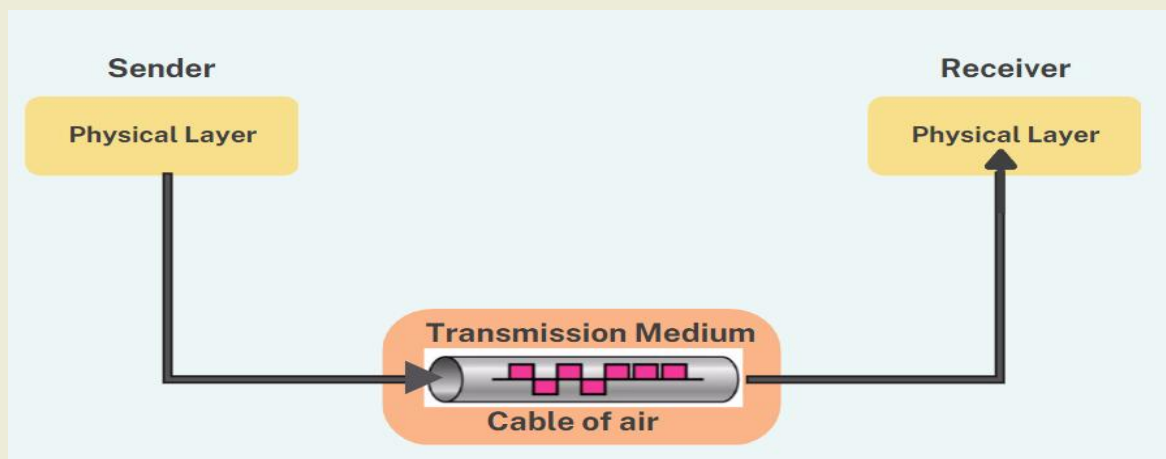 Sender
Receiver
Physical Layer
Physical Layer
Transmission Medium
Cable of air